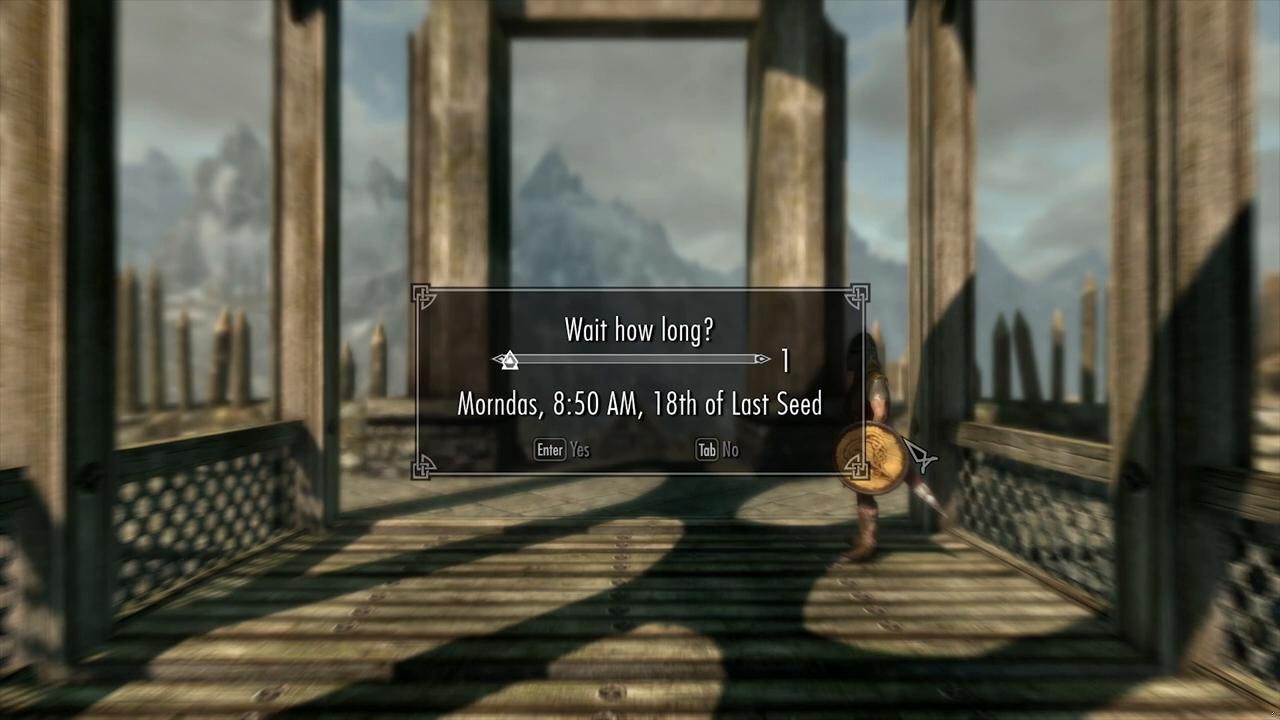 Wait how long?
1
Morndas, 8:50 AM, 18th of Last Seed
Enter Yes Tab No